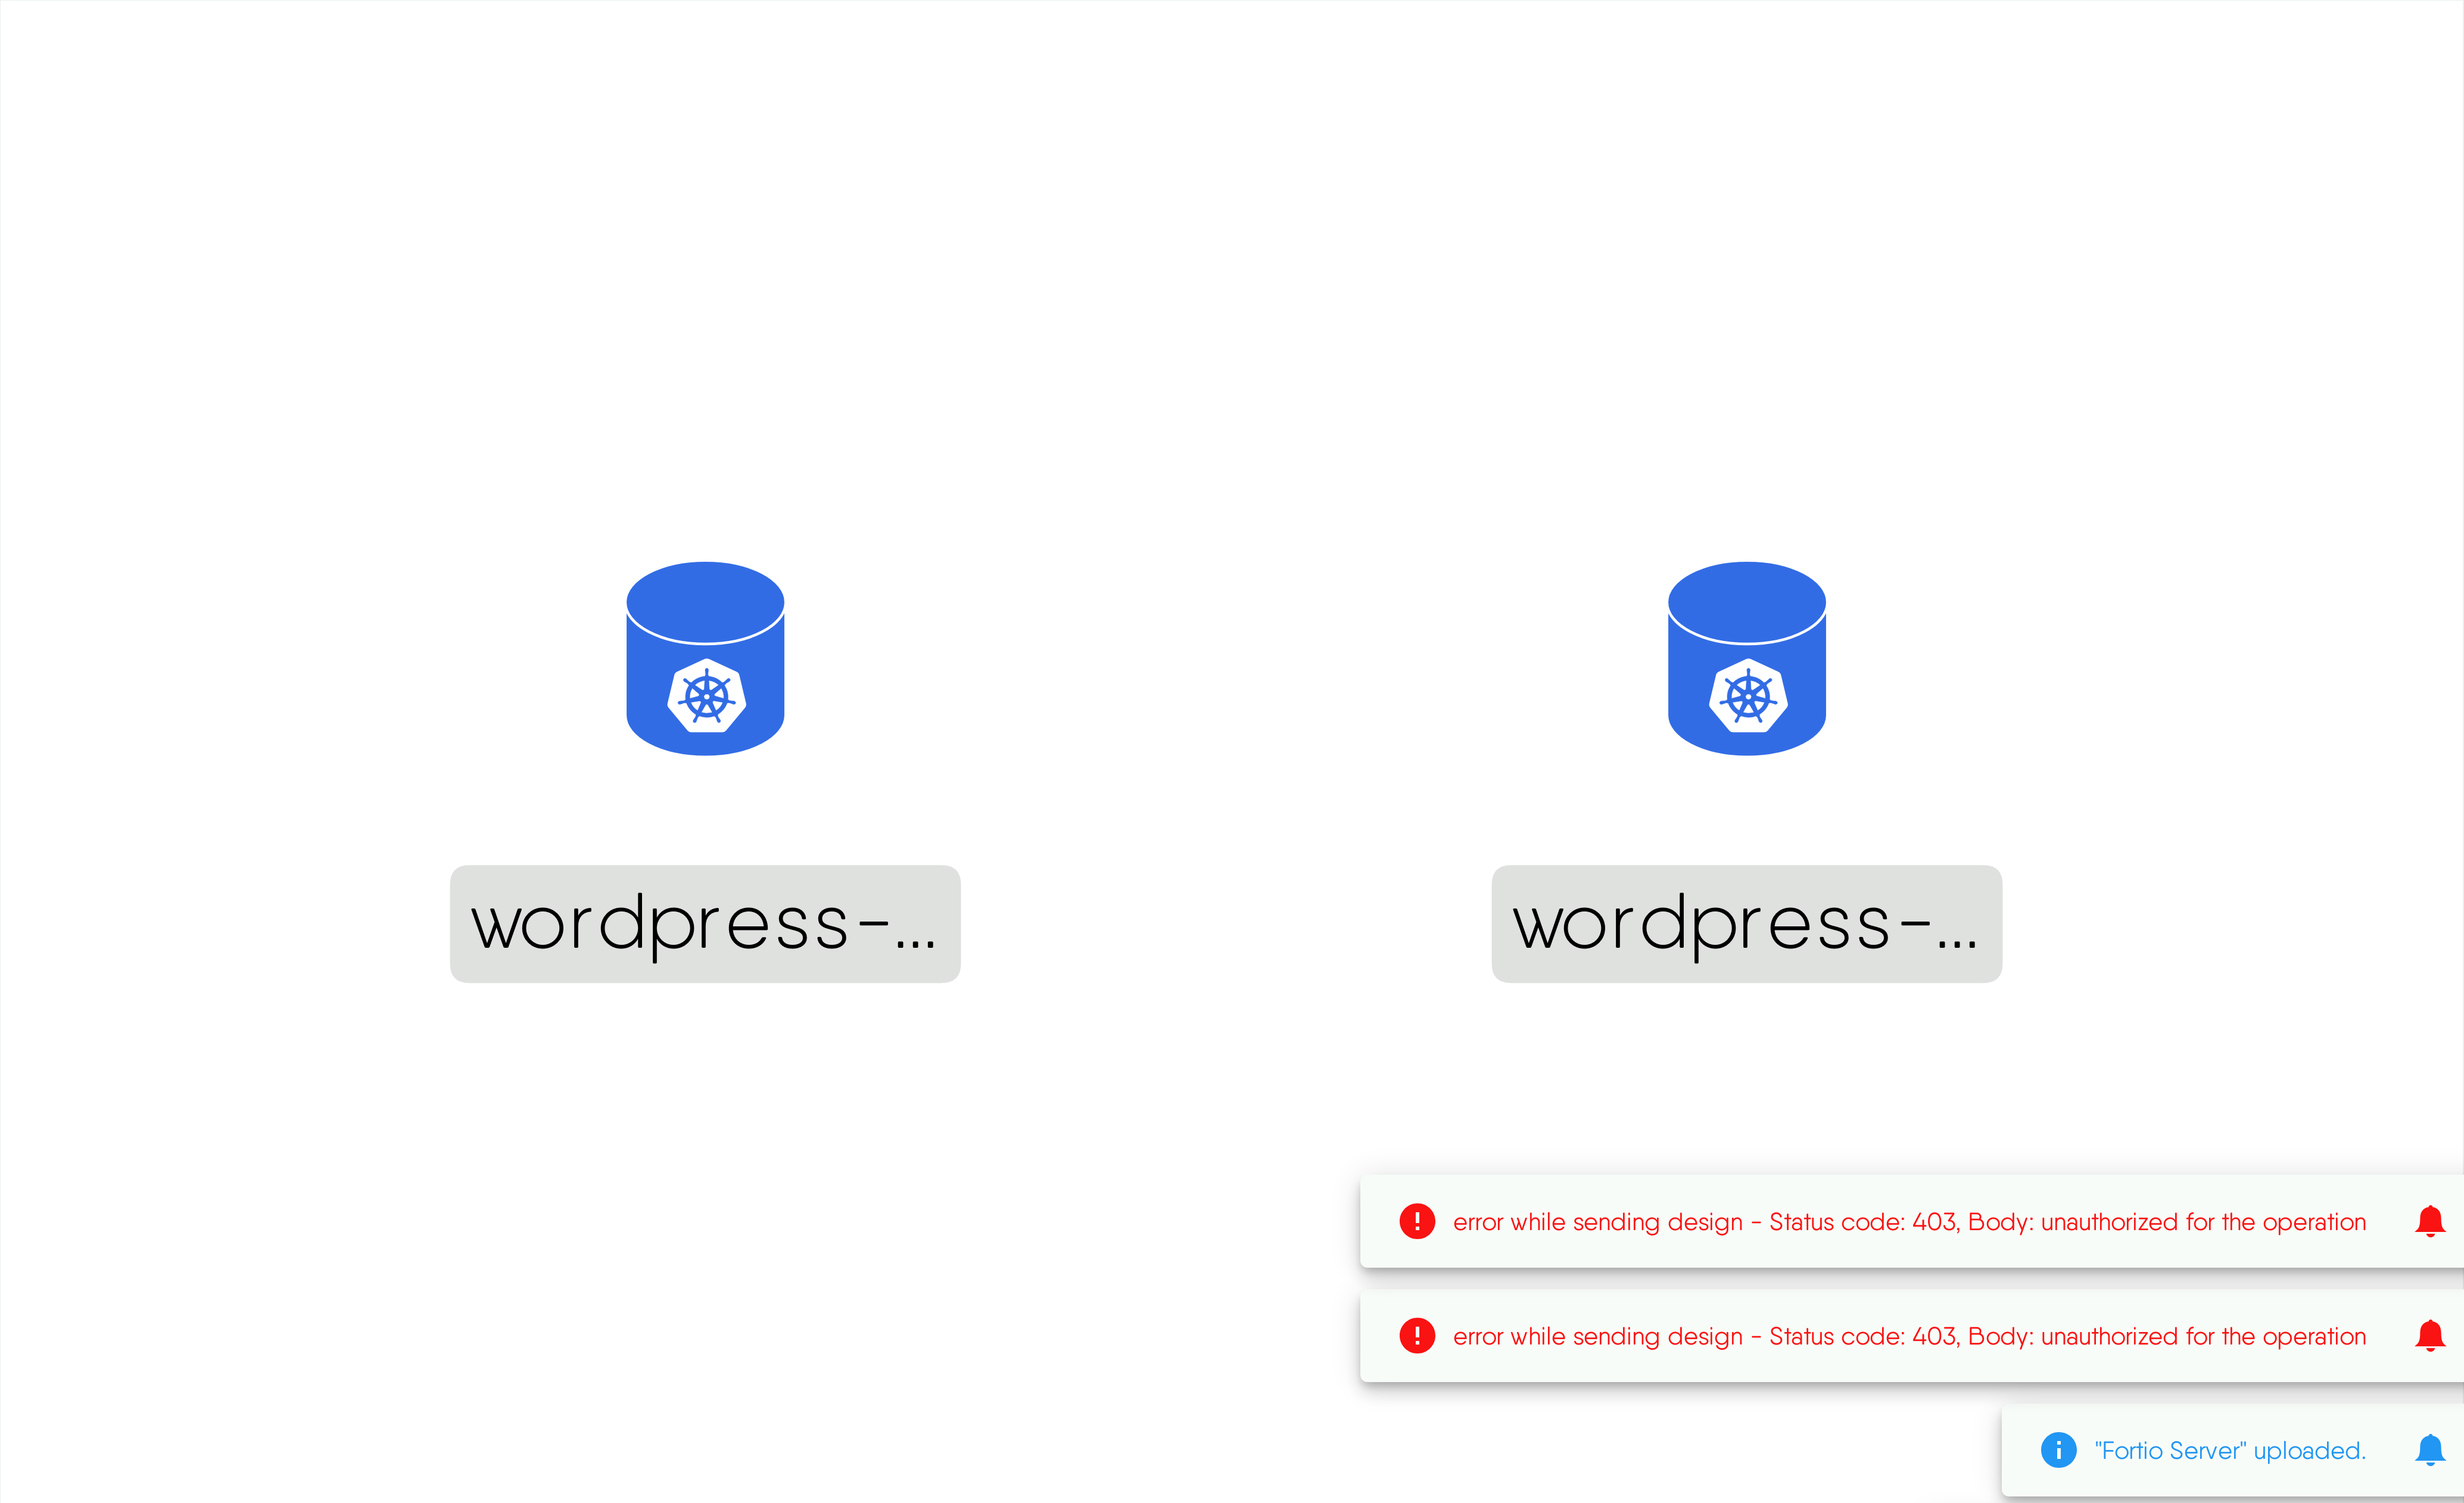 wordpress-...
wordpress-...
error while sending design - Status code: 403, Body: unauthorized for the operation
error while sending design - Status code: 403, Body: unauthorized for the operation
"Fortio Server" uploaded.